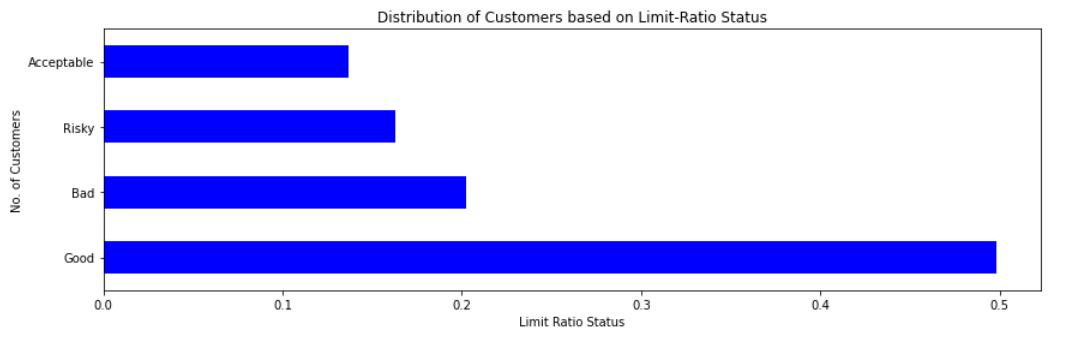 Distribution of Customers based on Limit-Ratio Status
Acceptable
Risky
Bad
Good
No. of Customers
0.0 0.1 0.2 0.3 0.4 0.5
Limit Ratio Status